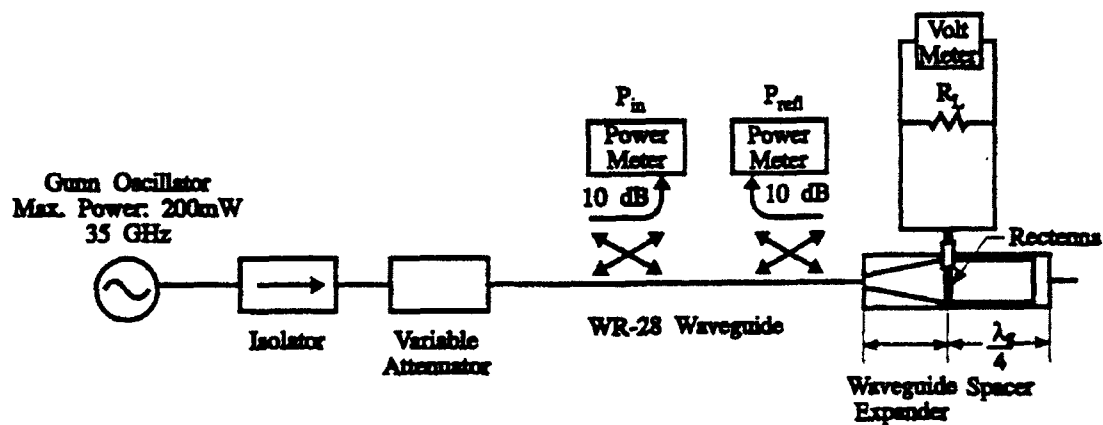 Volt
Meter
R_L
P_in
P_refl
Power
Meter
Power
Meter
10 dB
10 dB
Gunn Oscillator
Max. Power: 200mW
35 GHz
Rectenna
Isolator
Variable
Attenuator
WR-28 Waveguide
λ_g
4
Waveguide Spacer
Expander